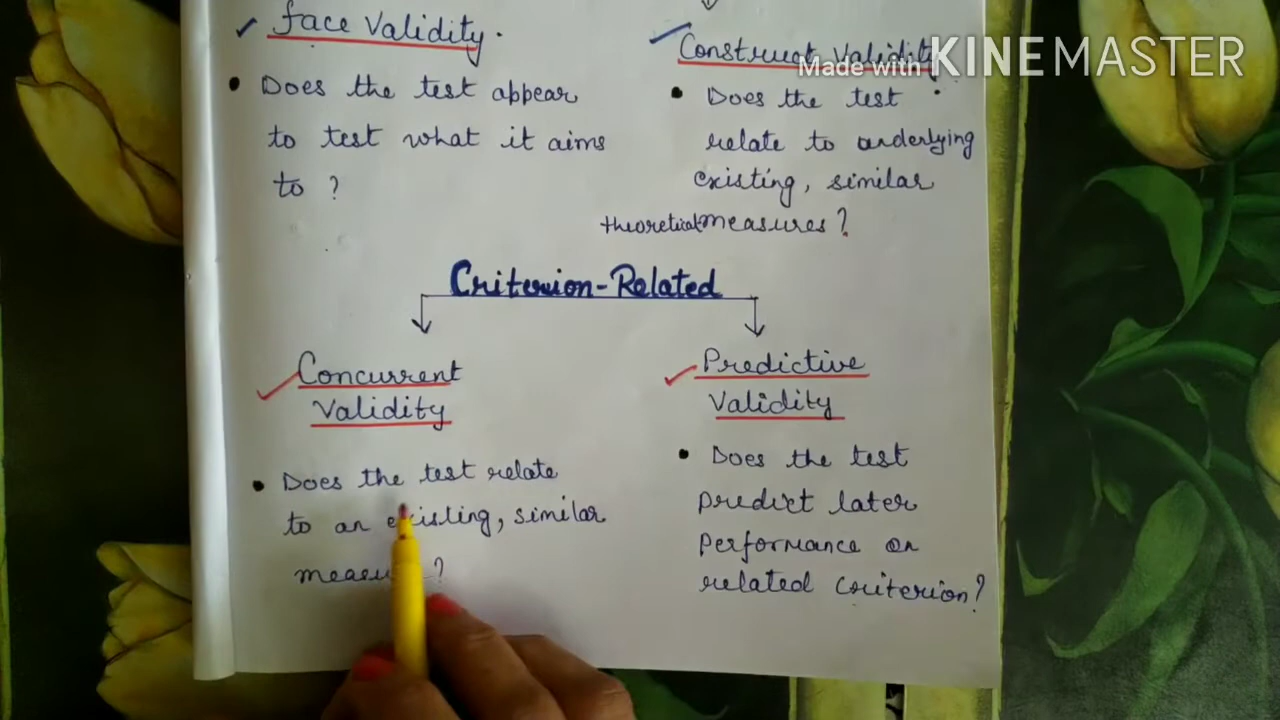 Face Validity.
Does the test appear
to test what it aims
to ?
Construct Validity
Made with KINEMASTER
Does the test
relate to underlying
existing, similar
theoretical measures?
Criterion-Related
Concurrent
Validity
Does the test relate
to an existing, similar
?
Predictive
Validity
Does the test
predict later
performance on
related criterion?